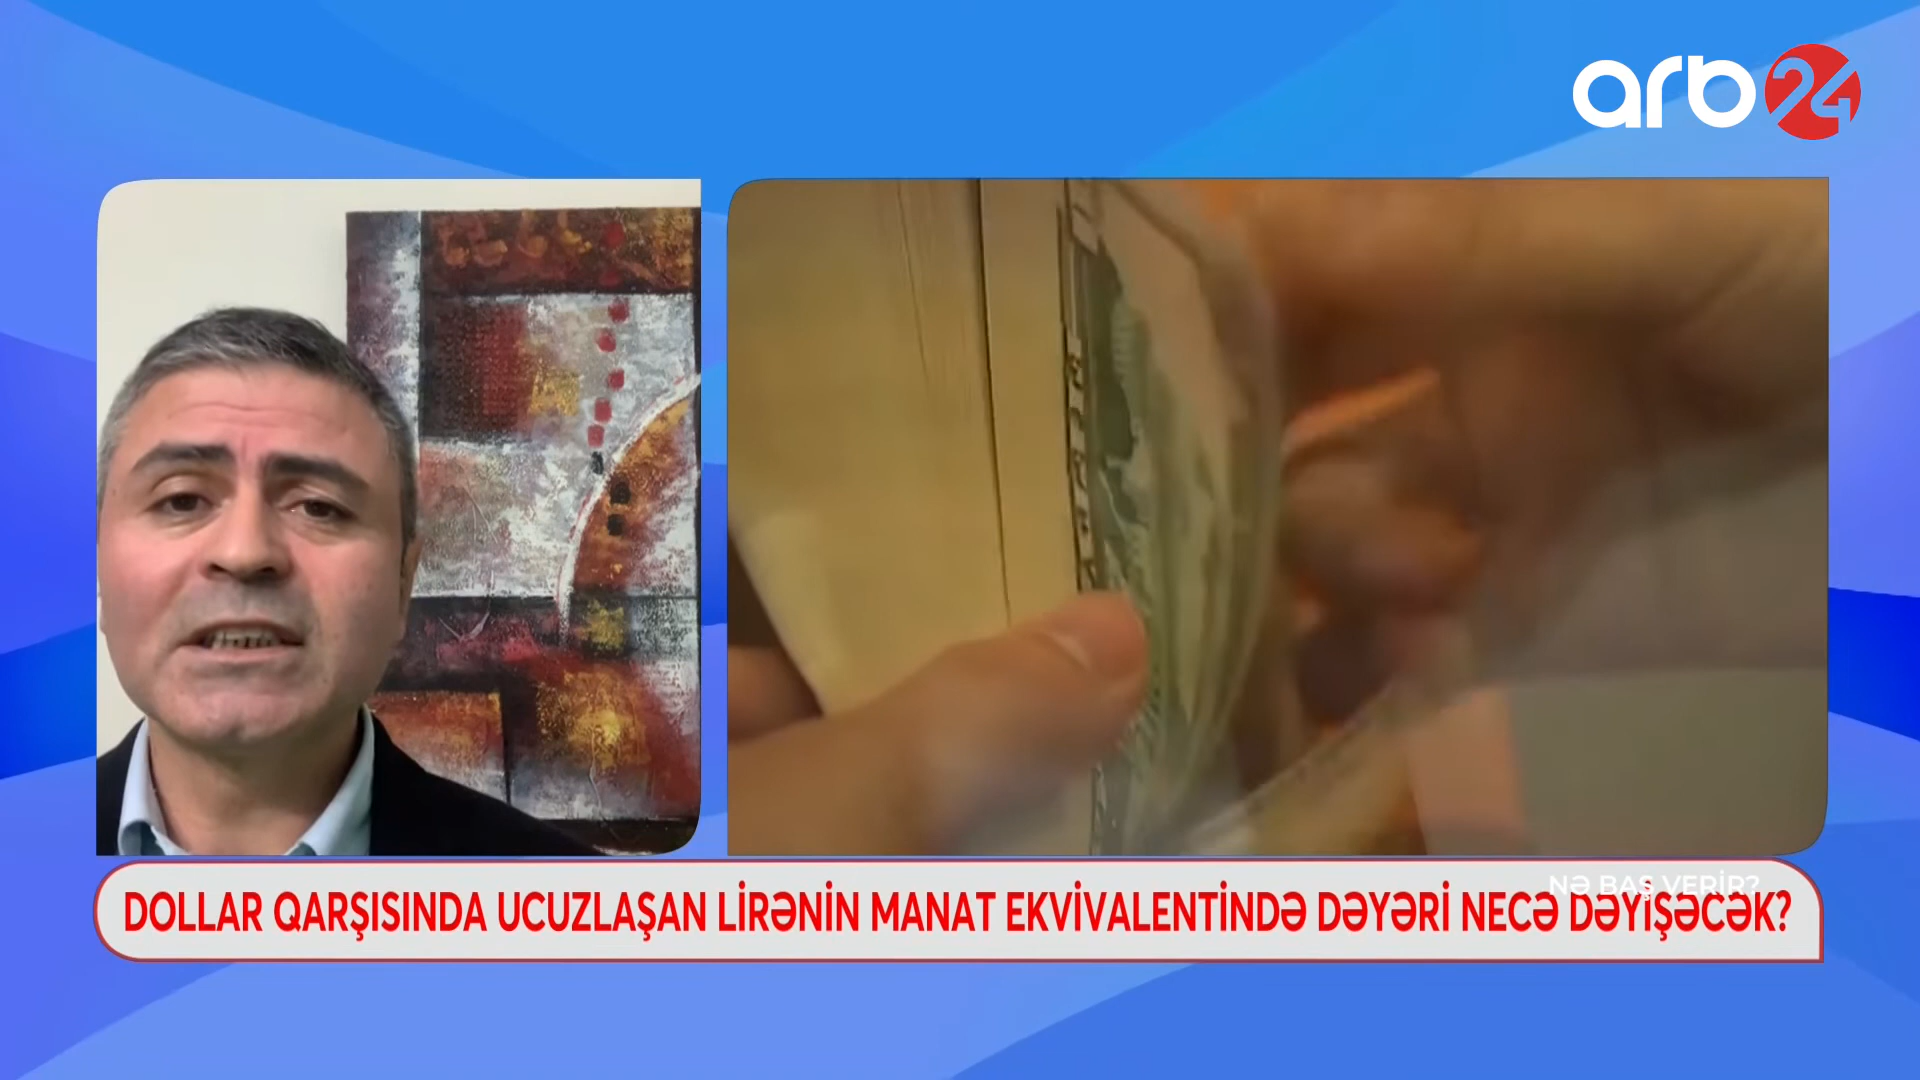 arb24
NƏ BAŞ VERİR?
DOLLAR QARŞISINDA UCUZLAŞAN LİRƏNİN MANAT EKVİVALENTİNDƏ DƏYƏRİ NECƏ DƏYİŞƏCƏK?